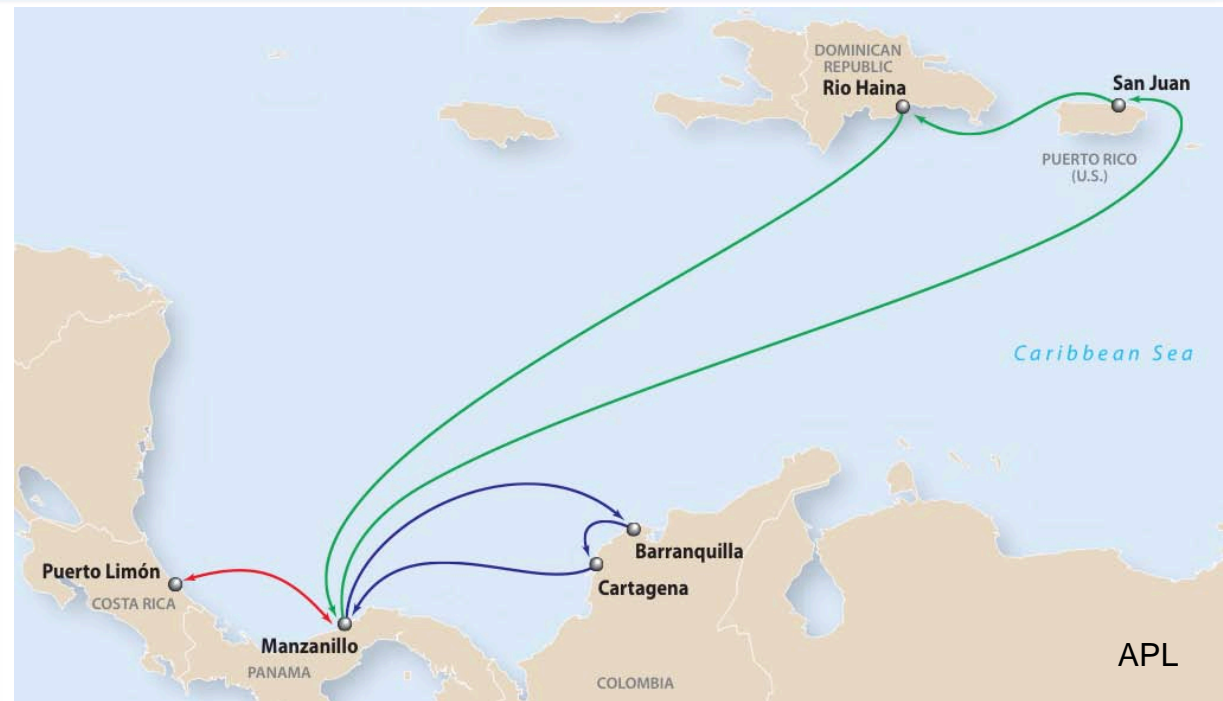 DOMINICAN
REPUBLIC
Rio Haina
San Juan
PUERTO RICO
(U.S.)
Caribbean Sea
Barranquilla
Puerto Limón
Cartagena
COSTA RICA
Manzanillo
PANAMA
COLOMBIA
APL